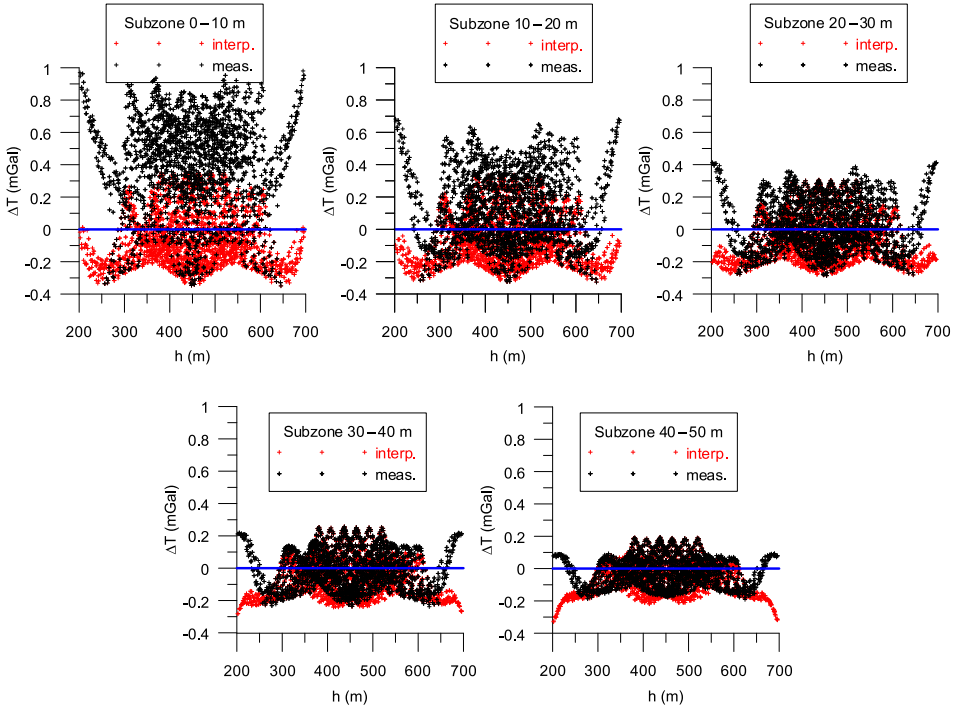 Subzone 0–10 m
interp.
meas.
1
0.8
0.6
0.4
0.2
0
-0.2
-0.4
ΔT (mGal)
200 300 400 500 600 700
h (m)
Subzone 10–20 m
interp.
meas.
1
0.8
0.6
0.4
0.2
0
-0.2
-0.4
ΔT (mGal)
200 300 400 500 600 700
h (m)
Subzone 20–30 m
interp.
meas.
1
0.8
0.6
0.4
0.2
0
-0.2
-0.4
ΔT (mGal)
200 300 400 500 600 700
h (m)
Subzone 30–40 m
interp.
meas.
1
0.8
0.6
0.4
0.2
0
-0.2
-0.4
ΔT (mGal)
200 300 400 500 600 700
h (m)
Subzone 40–50 m
interp.
meas.
1
0.8
0.6
0.4
0.2
0
-0.2
-0.4
ΔT (mGal)
200 300 400 500 600 700
h (m)